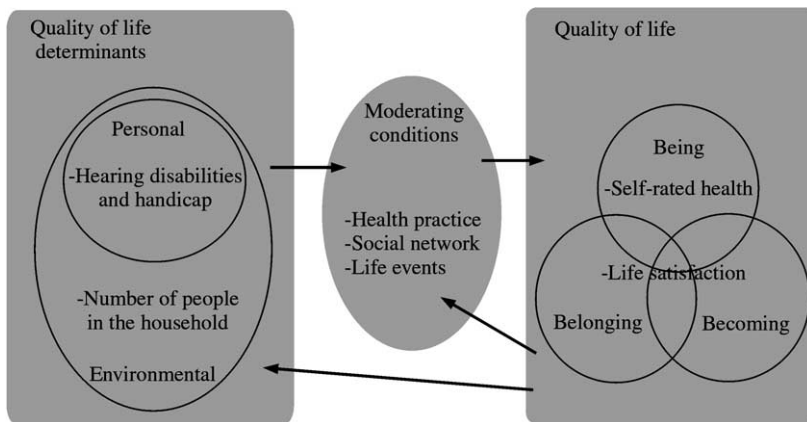 Quality of life
determinants
Personal
-Hearing disabilities
and handicap
-Number of people
in the household
Environmental
Moderating
conditions
-Health practice
-Social network
-Life events
Quality of life
Being
-Self-rated health
-Life satisfaction
Belonging
Becoming